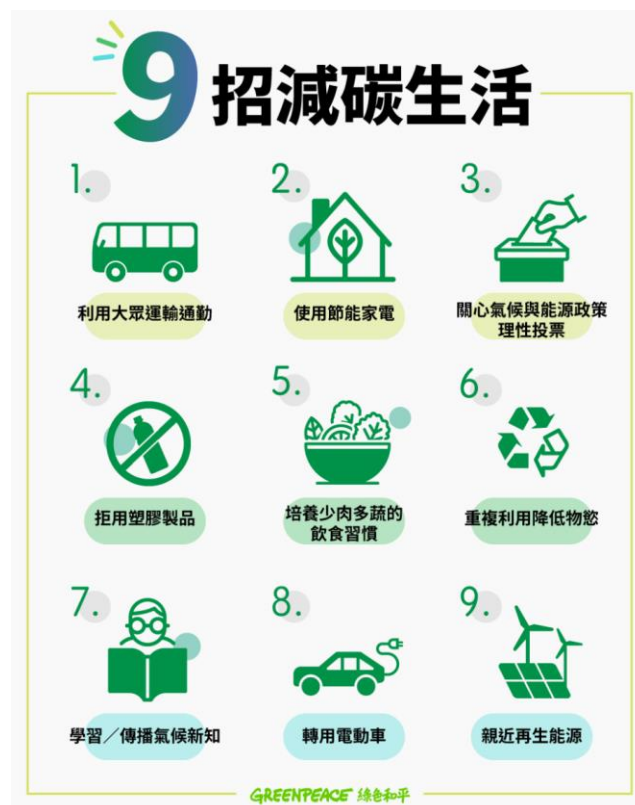 9招減碳生活
1.
利用大眾運輸通勤
2.
使用節能家電
3.
關心氣候與能源政策
理性投票
4.
拒用塑膠製品
5.
培養少肉多蔬的
飲食習慣
6.
重複利用降低物慾
7.
學習／傳播氣候新知
8.
轉用電動車
9.
親近再生能源
GREENPEACE 綠色和平